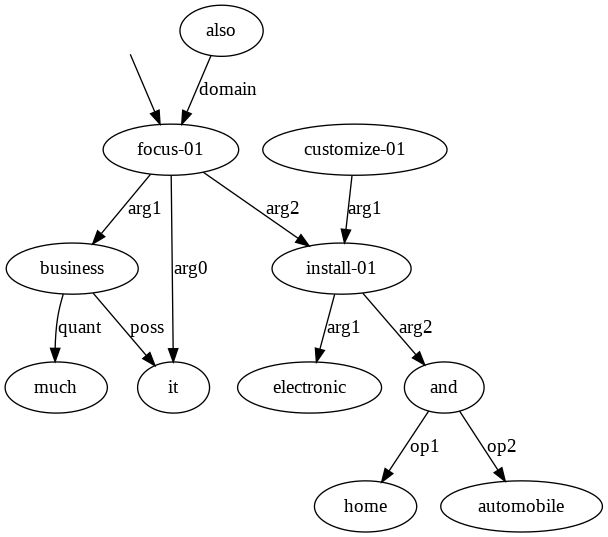 also
domain
focus-01 customize-01
arg1 arg2 arg1
arg0
business install-01
quant poss arg1 arg2
much it electronic and
op1 op2
home automobile